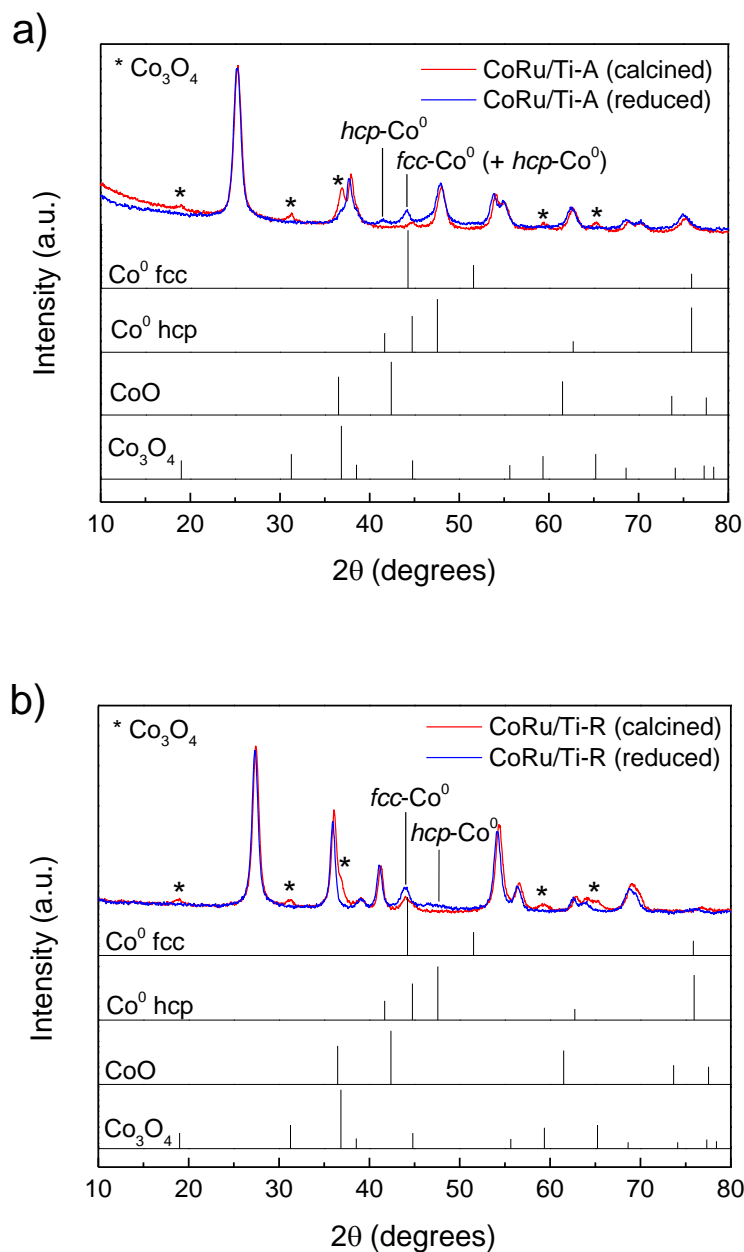 a)
* Co₃O₄
CoRu/Ti-A (calcined)
CoRu/Ti-A (reduced)
hcp-Co⁰
fcc-Co⁰ (+ hcp-Co⁰)
*
*
*
*
*
Intensity (a.u.)
Co⁰ fcc
Co⁰ hcp
CoO
Co₃O₄
10 20 30 40 50 60 70 80
2θ (degrees)
b)
* Co₃O₄
CoRu/Ti-R (calcined)
CoRu/Ti-R (reduced)
fcc-Co⁰
hcp-Co⁰
*
*
*
*
*
Intensity (a.u.)
Co⁰ fcc
Co⁰ hcp
CoO
Co₃O₄
10 20 30 40 50 60 70 80
2θ (degrees)